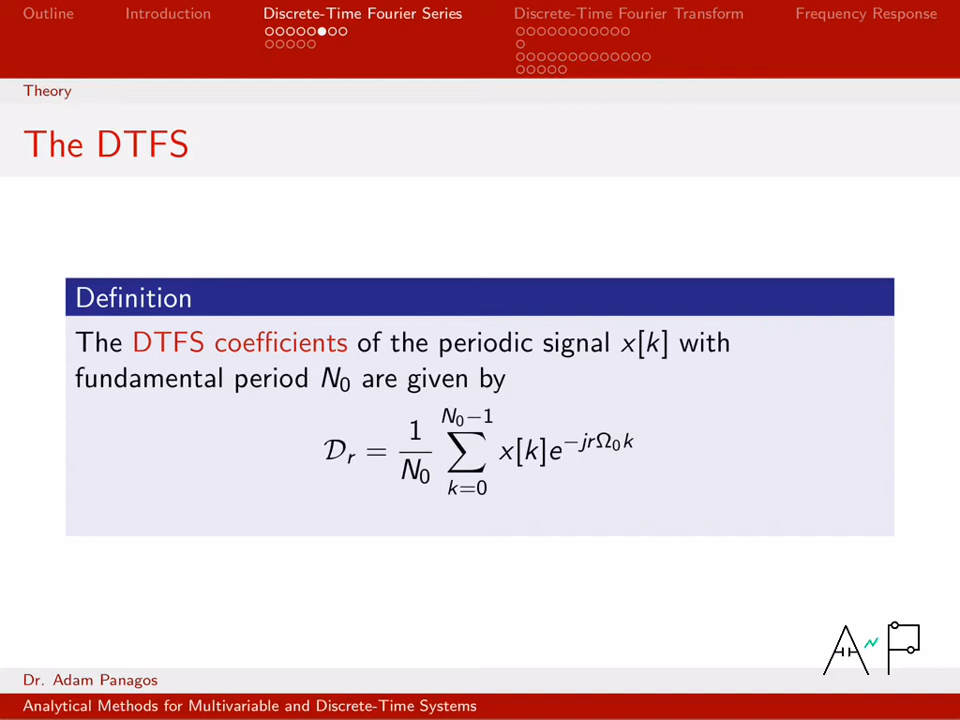 Outline Introduction Discrete-Time Fourier Series Discrete-Time Fourier Transform Frequency Response
Theory
The DTFS
Definition
The DTFS coefficients of the periodic signal x[k] with
fundamental period N₀ are given by
𝒟ᵣ = 1/N₀ ∑_{k=0}^{N₀−1} x[k]e^{−jrΩ₀k}
AP
Dr. Adam Panagos
Analytical Methods for Multivariable and Discrete-Time Systems